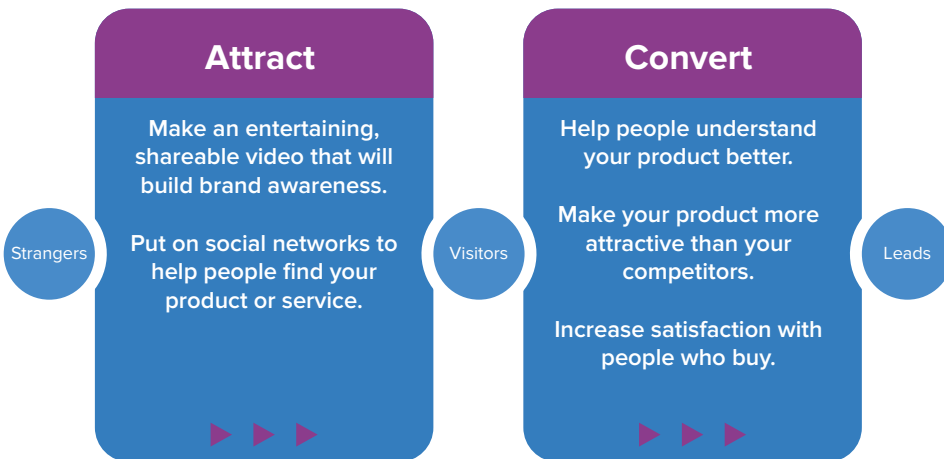 Attract
Make an entertaining,
shareable video that will
build brand awareness.
Put on social networks to
help people find your
product or service.
Convert
Help people understand
your product better.
Make your product more
attractive than your
competitors.
Increase satisfaction with
people who buy.
Strangers
Visitors
Leads